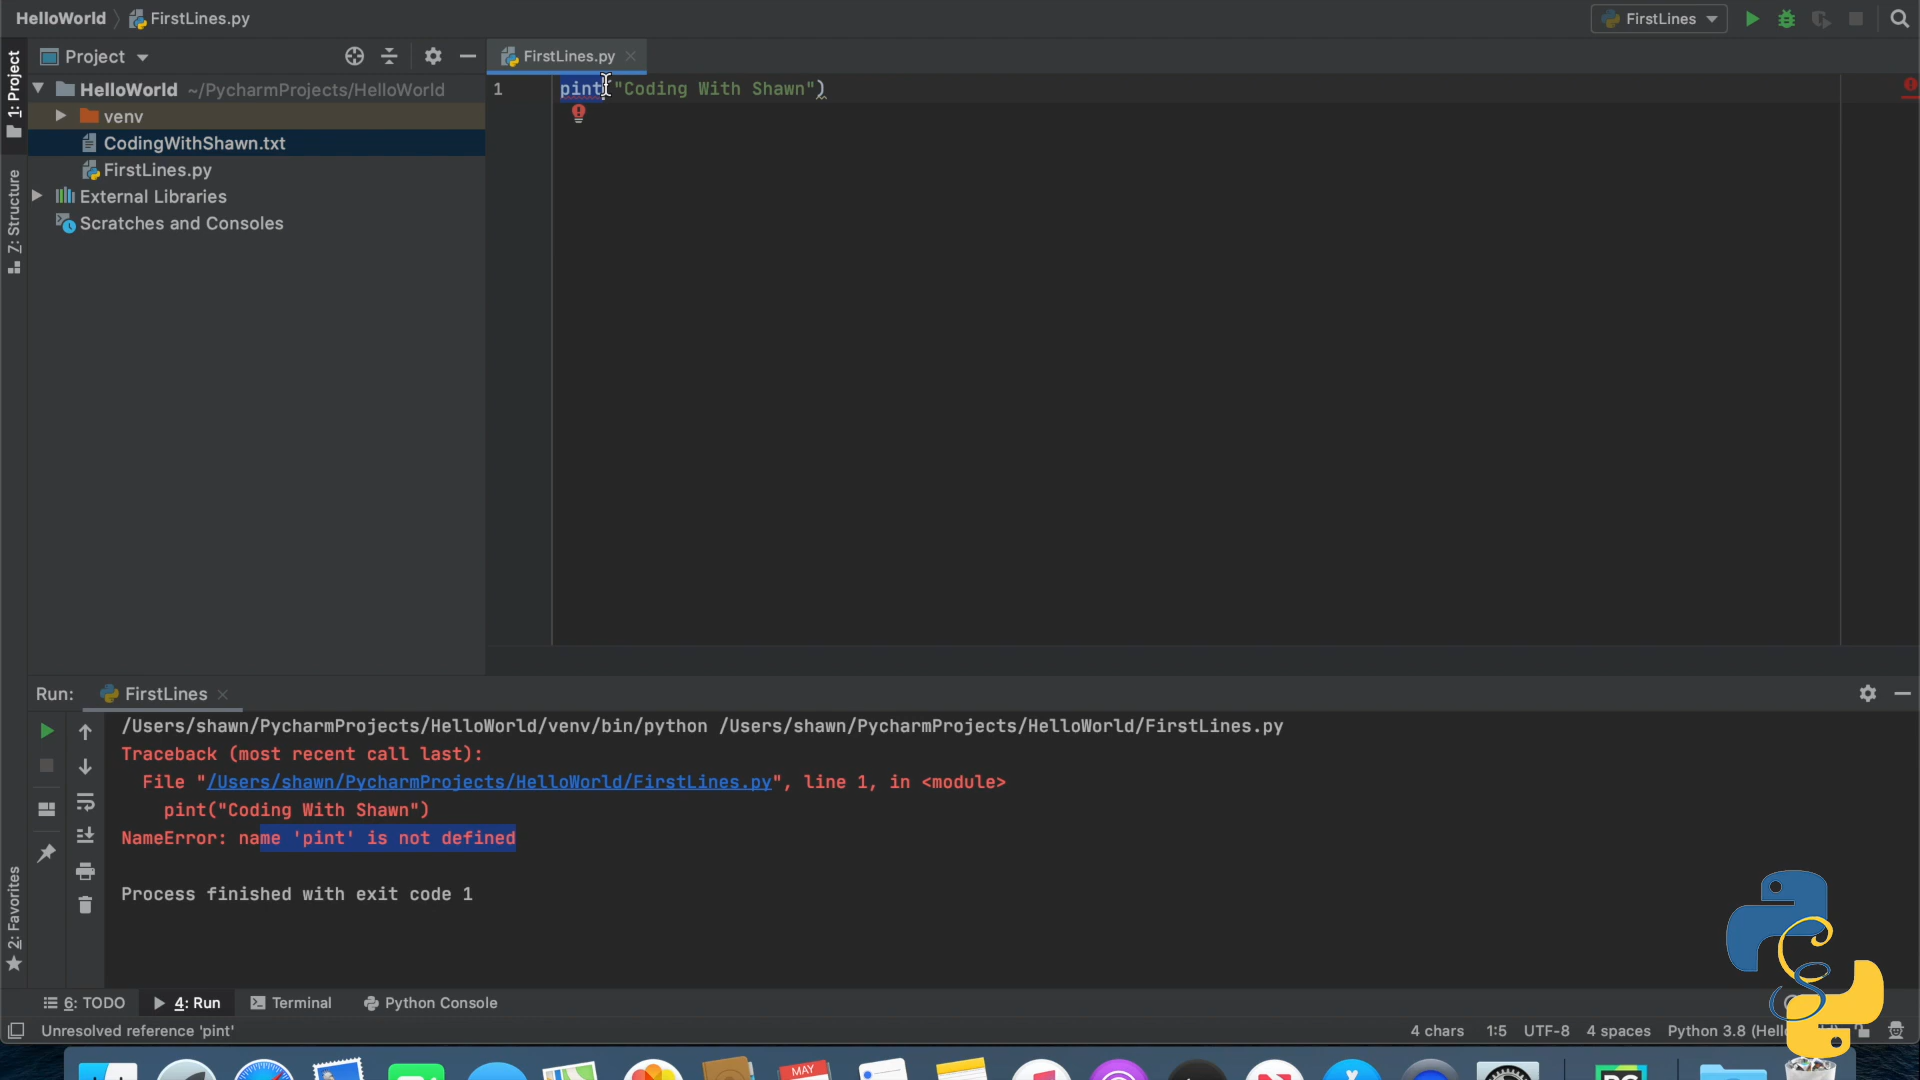 HelloWorld FirstLines.py
FirstLines
Project
FirstLines.py
1: Project
HelloWorld ~/PycharmProjects/HelloWorld
venv
CodingWithShawn.txt
FirstLines.py
External Libraries
Scratches and Consoles
Z: Structure
1 pint("Coding With Shawn")
Run: FirstLines
/Users/shawn/PycharmProjects/HelloWorld/venv/bin/python /Users/shawn/PycharmProjects/HelloWorld/FirstLines.py
Traceback (most recent call last):
File "/Users/shawn/PycharmProjects/HelloWorld/FirstLines.py", line 1, in <module>
pint("Coding With Shawn")
NameError: name 'pint' is not defined
Process finished with exit code 1
2: Favorites
6: TODO 4: Run Terminal Python Console
Unresolved reference 'pint' 4 chars 1:5 UTF-8 4 spaces Python 3.8
MAY
PC